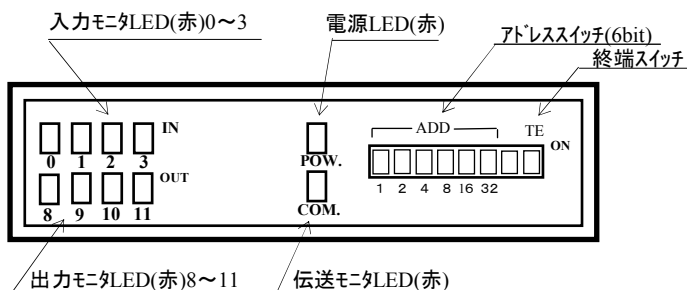 入力モニタLED(赤)0～3
電源LED(赤)
アドレススイッチ(6bit)
終端スイッチ
IN
0 1 2 3
OUT
8 9 10 11
POW.
COM.
ADD
TE
ON
1 2 4 8 16 32
出力モニタLED(赤)8～11
伝送モニタLED(赤)